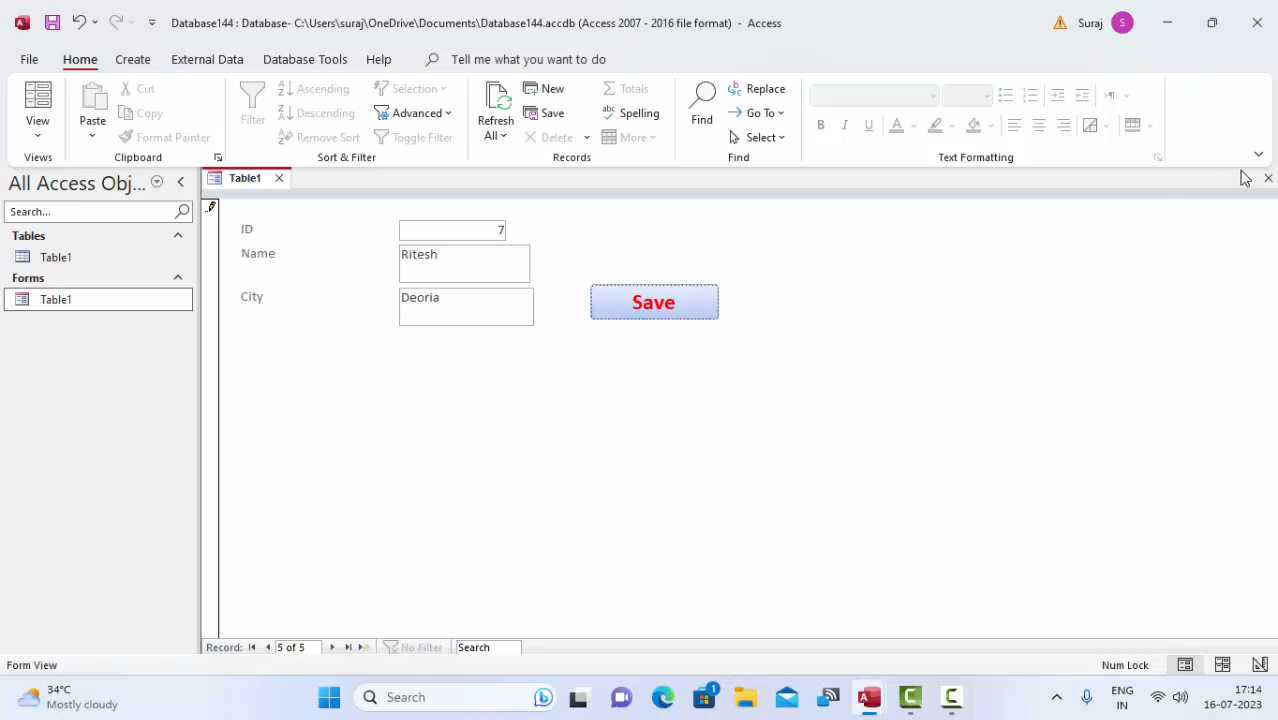 Database144 : Database- C:\Users\suraj\OneDrive\Documents\Database144.accdb (Access 2007 - 2016 file format) - Access
Suraj
S
File Home Create External Data Database Tools Help Tell me what you want to do
View
Views
Paste
Cut
Copy
Format Painter
Clipboard
Filter
Ascending
Descending
Remove Sort
Selection
Advanced
Toggle Filter
Sort & Filter
Refresh
All
New
Save
Delete
Totals
Spelling
More
Records
Find
Replace
Go To
Select
Find
B I U A
Text Formatting
All Access Obj...
Search...
Tables
Table1
Forms
Table1
Table1
ID 7
Name Ritesh
City Deoria
Save
Record: 5 of 5 No Filter Search
Form View
Num Lock
34°C
Mostly cloudy
Search
1
ENG
IN
17:14
16-07-2023